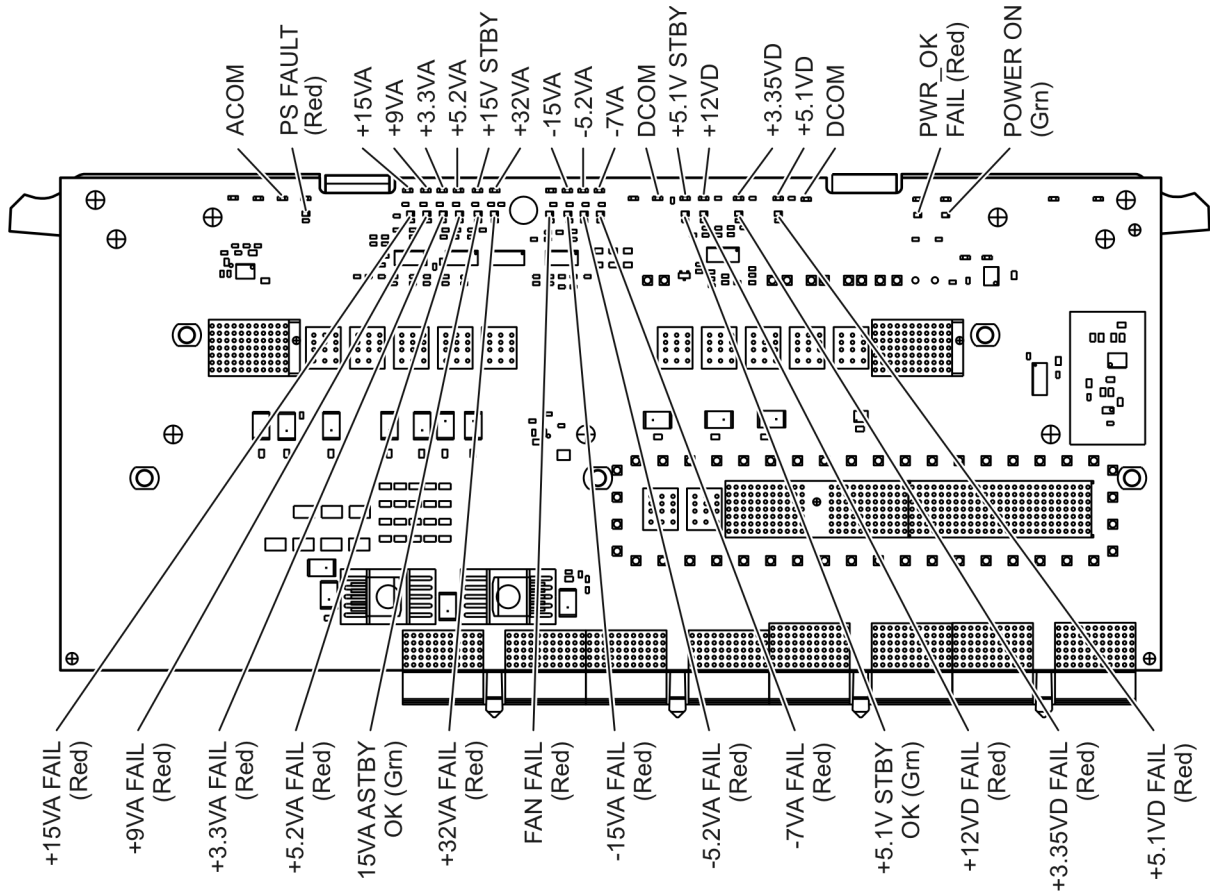 ACOM
PS FAULT
(Red)
+15VA
+9VA
+3.3VA
+5.2VA
+15V STBY
+32VA
-15VA
-5.2VA
-7VA
DCOM
+5.1V STBY
+12VD
+3.35VD
+5.1VD
DCOM
PWR_OK
FAIL (Red)
POWER ON
(Grn)
+15VA FAIL
(Red)
+9VA FAIL
(Red)
+3.3VA FAIL
(Red)
+5.2VA FAIL
(Red)
15VA ASTBY
OK (Grn)
+32VA FAIL
(Red)
FAN FAIL
(Red)
-15VA FAIL
(Red)
-5.2VA FAIL
(Red)
-7VA FAIL
(Red)
+5.1V STBY
OK (Grn)
+12VD FAIL
(Red)
+3.35VD FAIL
(Red)
+5.1VD FAIL
(Red)